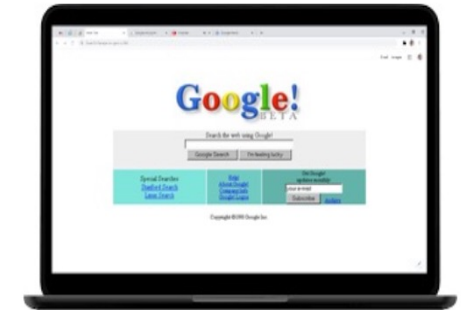 Google!
BETA
Search the web using Google!
Google Search
I'm feeling lucky
Special Searches
Stanford Search
Linux Search
Help!
About Google!
Company Info
Google! Logos
Get Google!
updates monthly:
your e-mail
Subscribe
Archive
Copyright ©1998 Google Inc.